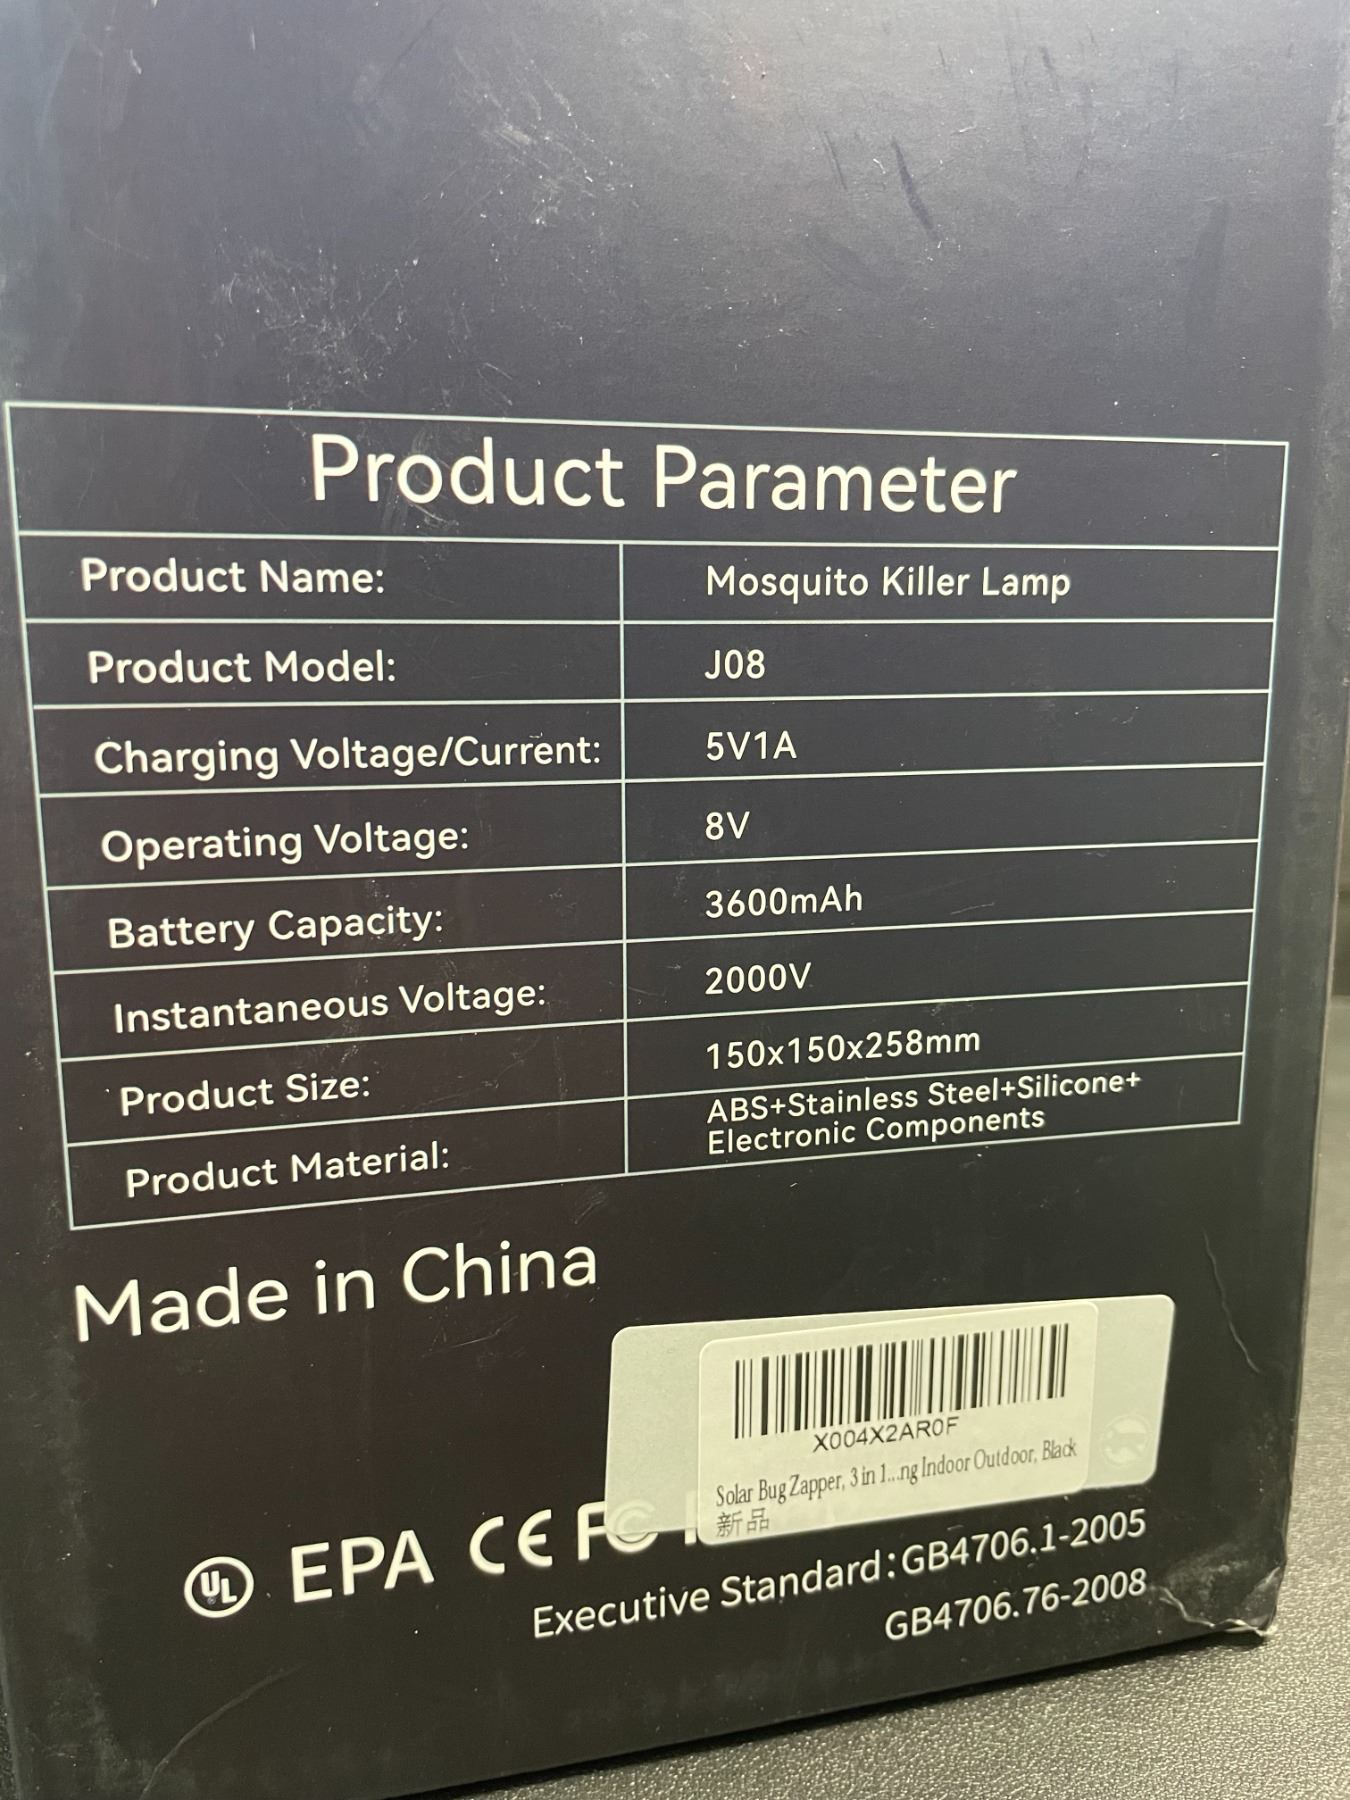 Product Parameter
Product Name: Mosquito Killer Lamp
Product Model: J08
Charging Voltage/Current: 5V1A
Operating Voltage: 8V
Battery Capacity: 3600mAh
Instantaneous Voltage: 2000V
Product Size: 150x150x258mm
Product Material: ABS+Stainless Steel+Silicone+
Electronic Components
Made in China
X004X2AR0F
Solar Bug Zapper, 3 in 1...ng Indoor Outdoor, Black
新品
UL EPA CE FC
Executive Standard:GB4706.1-2005
GB4706.76-2008